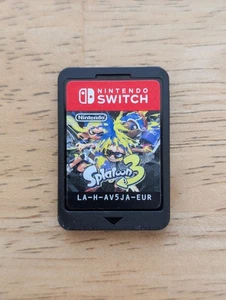 NINTENDO
SWITCH
Nintendo
Splatoon 3
LA-H-AV5JA-EUR